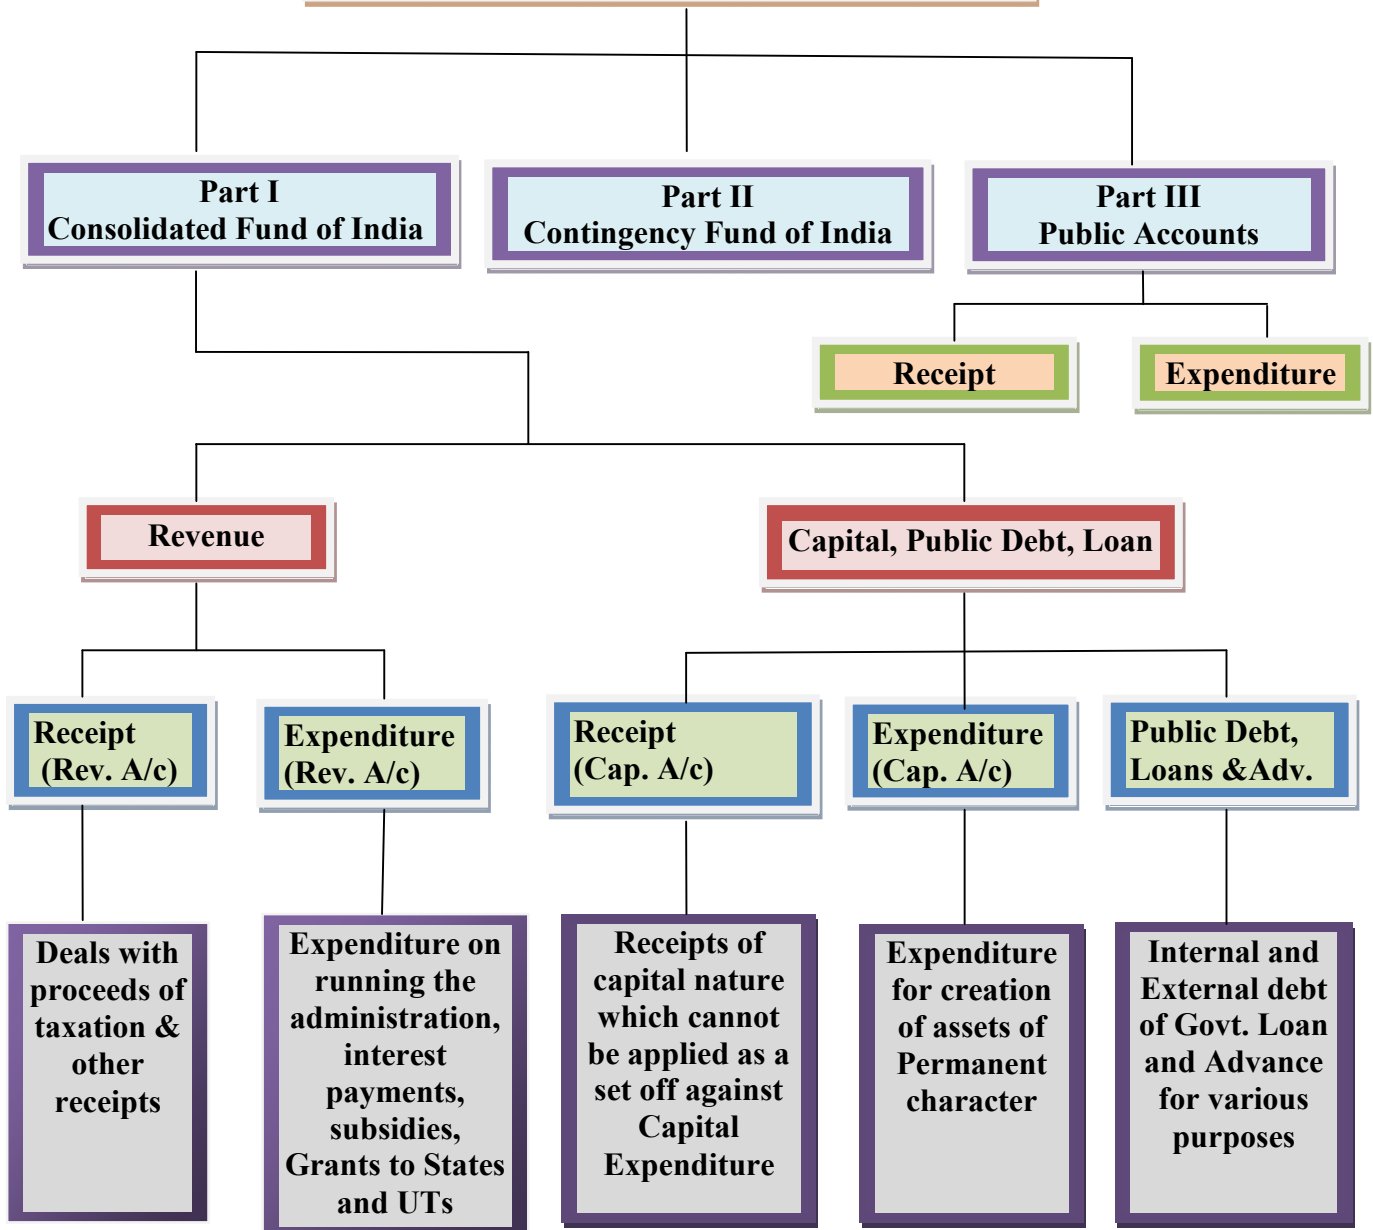 Part I
Consolidated Fund of India
Part II
Contingency Fund of India
Part III
Public Accounts
Receipt
Expenditure
Revenue
Capital, Public Debt, Loan
Receipt
(Rev. A/c)
Expenditure
(Rev. A/c)
Receipt
(Cap. A/c)
Expenditure
(Cap. A/c)
Public Debt,
Loans &Adv.
Deals with
proceeds of
taxation &
other
receipts
Expenditure on
running the
administration,
interest
payments,
subsidies,
Grants to States
and UTs
Receipts of
capital nature
which cannot
be applied as a
set off against
Capital
Expenditure
Expenditure
for creation
of assets of
Permanent
character
Internal and
External debt
of Govt. Loan
and Advance
for various
purposes